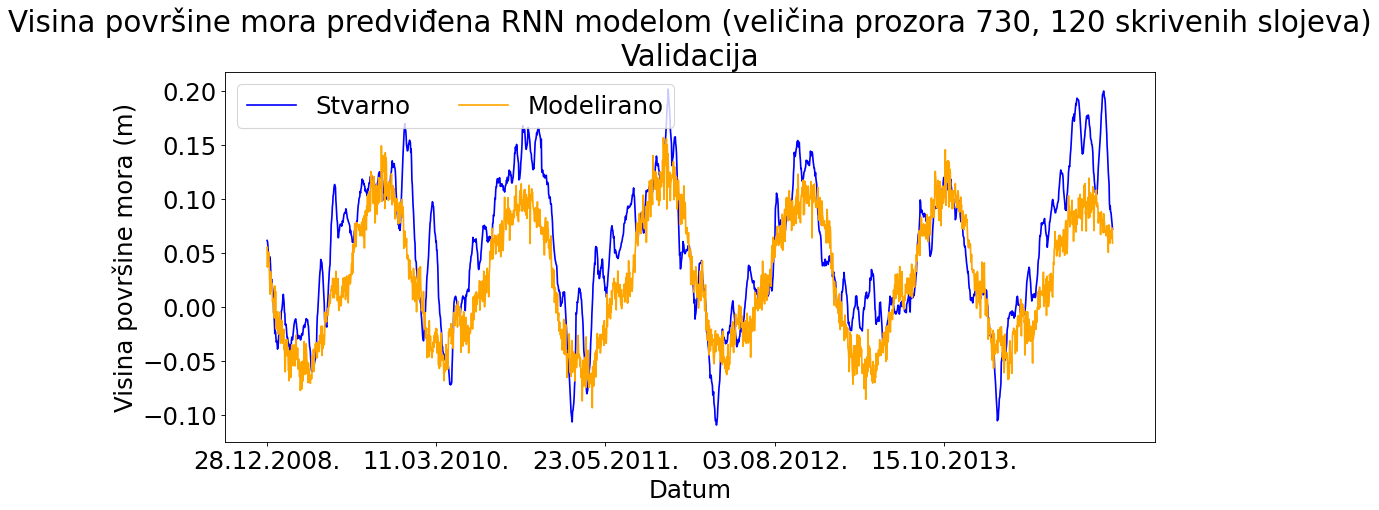 Visina površine mora predviđena RNN modelom (veličina prozora 730, 120 skrivenih slojeva)
Validacija
Stvarno Modelirano
Visina površine mora (m)
0.20
0.15
0.10
0.05
0.00
−0.05
−0.10
28.12.2008. 11.03.2010. 23.05.2011. 03.08.2012. 15.10.2013.
Datum